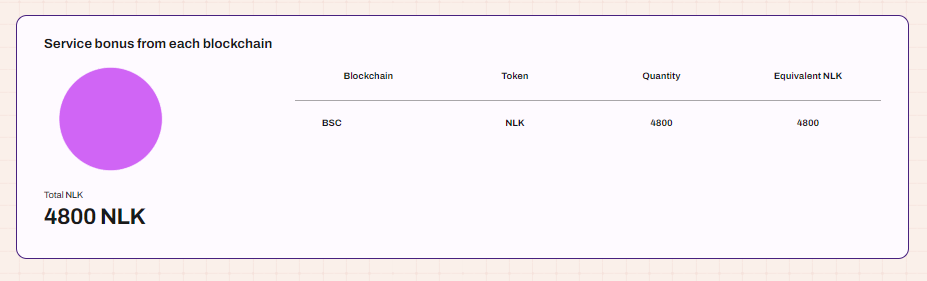 Service bonus from each blockchain
Blockchain Token Quantity Equivalent NLK
BSC NLK 4800 4800
Total NLK
4800 NLK